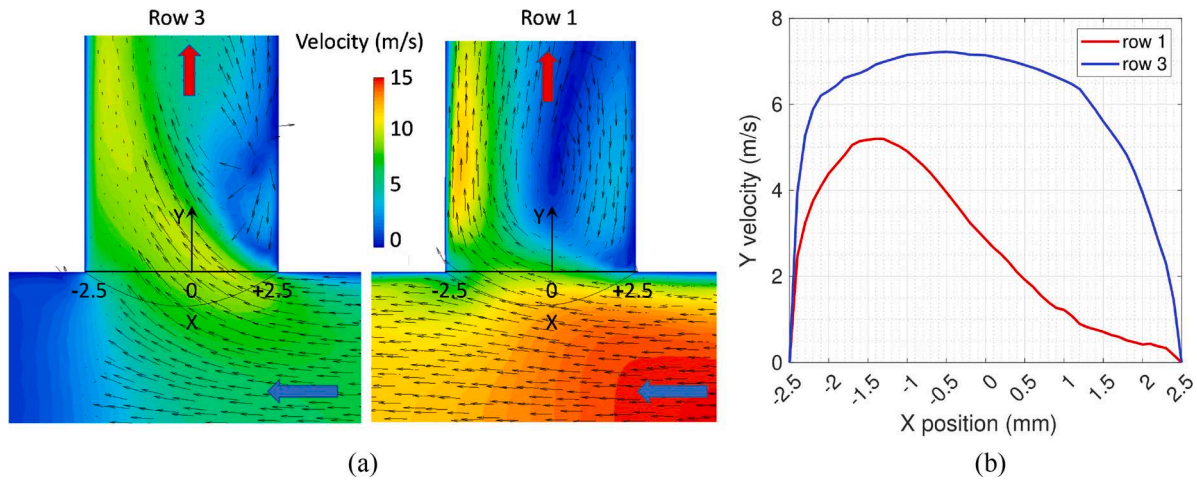 Row 3
Row 1
Velocity (m/s)
15
10
5
0
Y
-2.5
0
+2.5
X
Y
-2.5
0
+2.5
X
(a)
8
6
4
2
0
Y velocity (m/s)
row 1
row 3
-2.5
-2
-1.5
-1
-0.5
0
0.5
1
1.5
2
2.5
X position (mm)
(b)